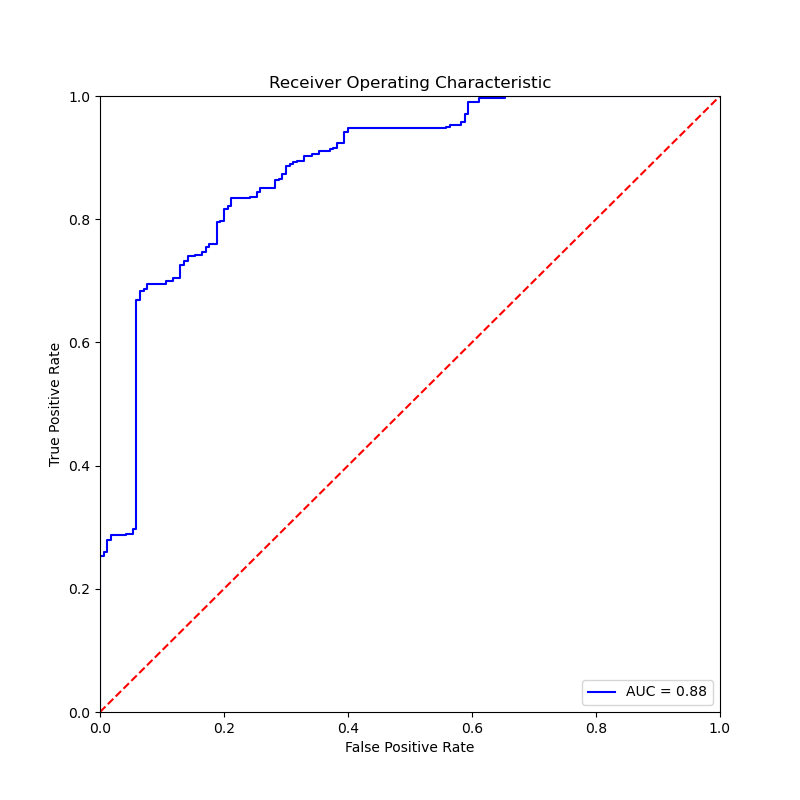 Receiver Operating Characteristic
1.0
0.8
0.6
0.4
0.2
0.0
True Positive Rate
AUC = 0.88
0.0 0.2 0.4 0.6 0.8 1.0
False Positive Rate